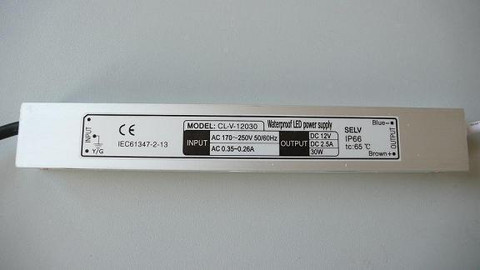 INPUT
Y/G
CE
IEC61347-2-13
MODEL: CL-V-12030
Waterproof LED power supply
INPUT
AC 170~250V 50/60Hz
AC 0.35~0.26A
OUTPUT
DC 12V
DC 2.5A
30W
SELV
IP66
tc:65℃
Blue-
Brown+
OUTPUT